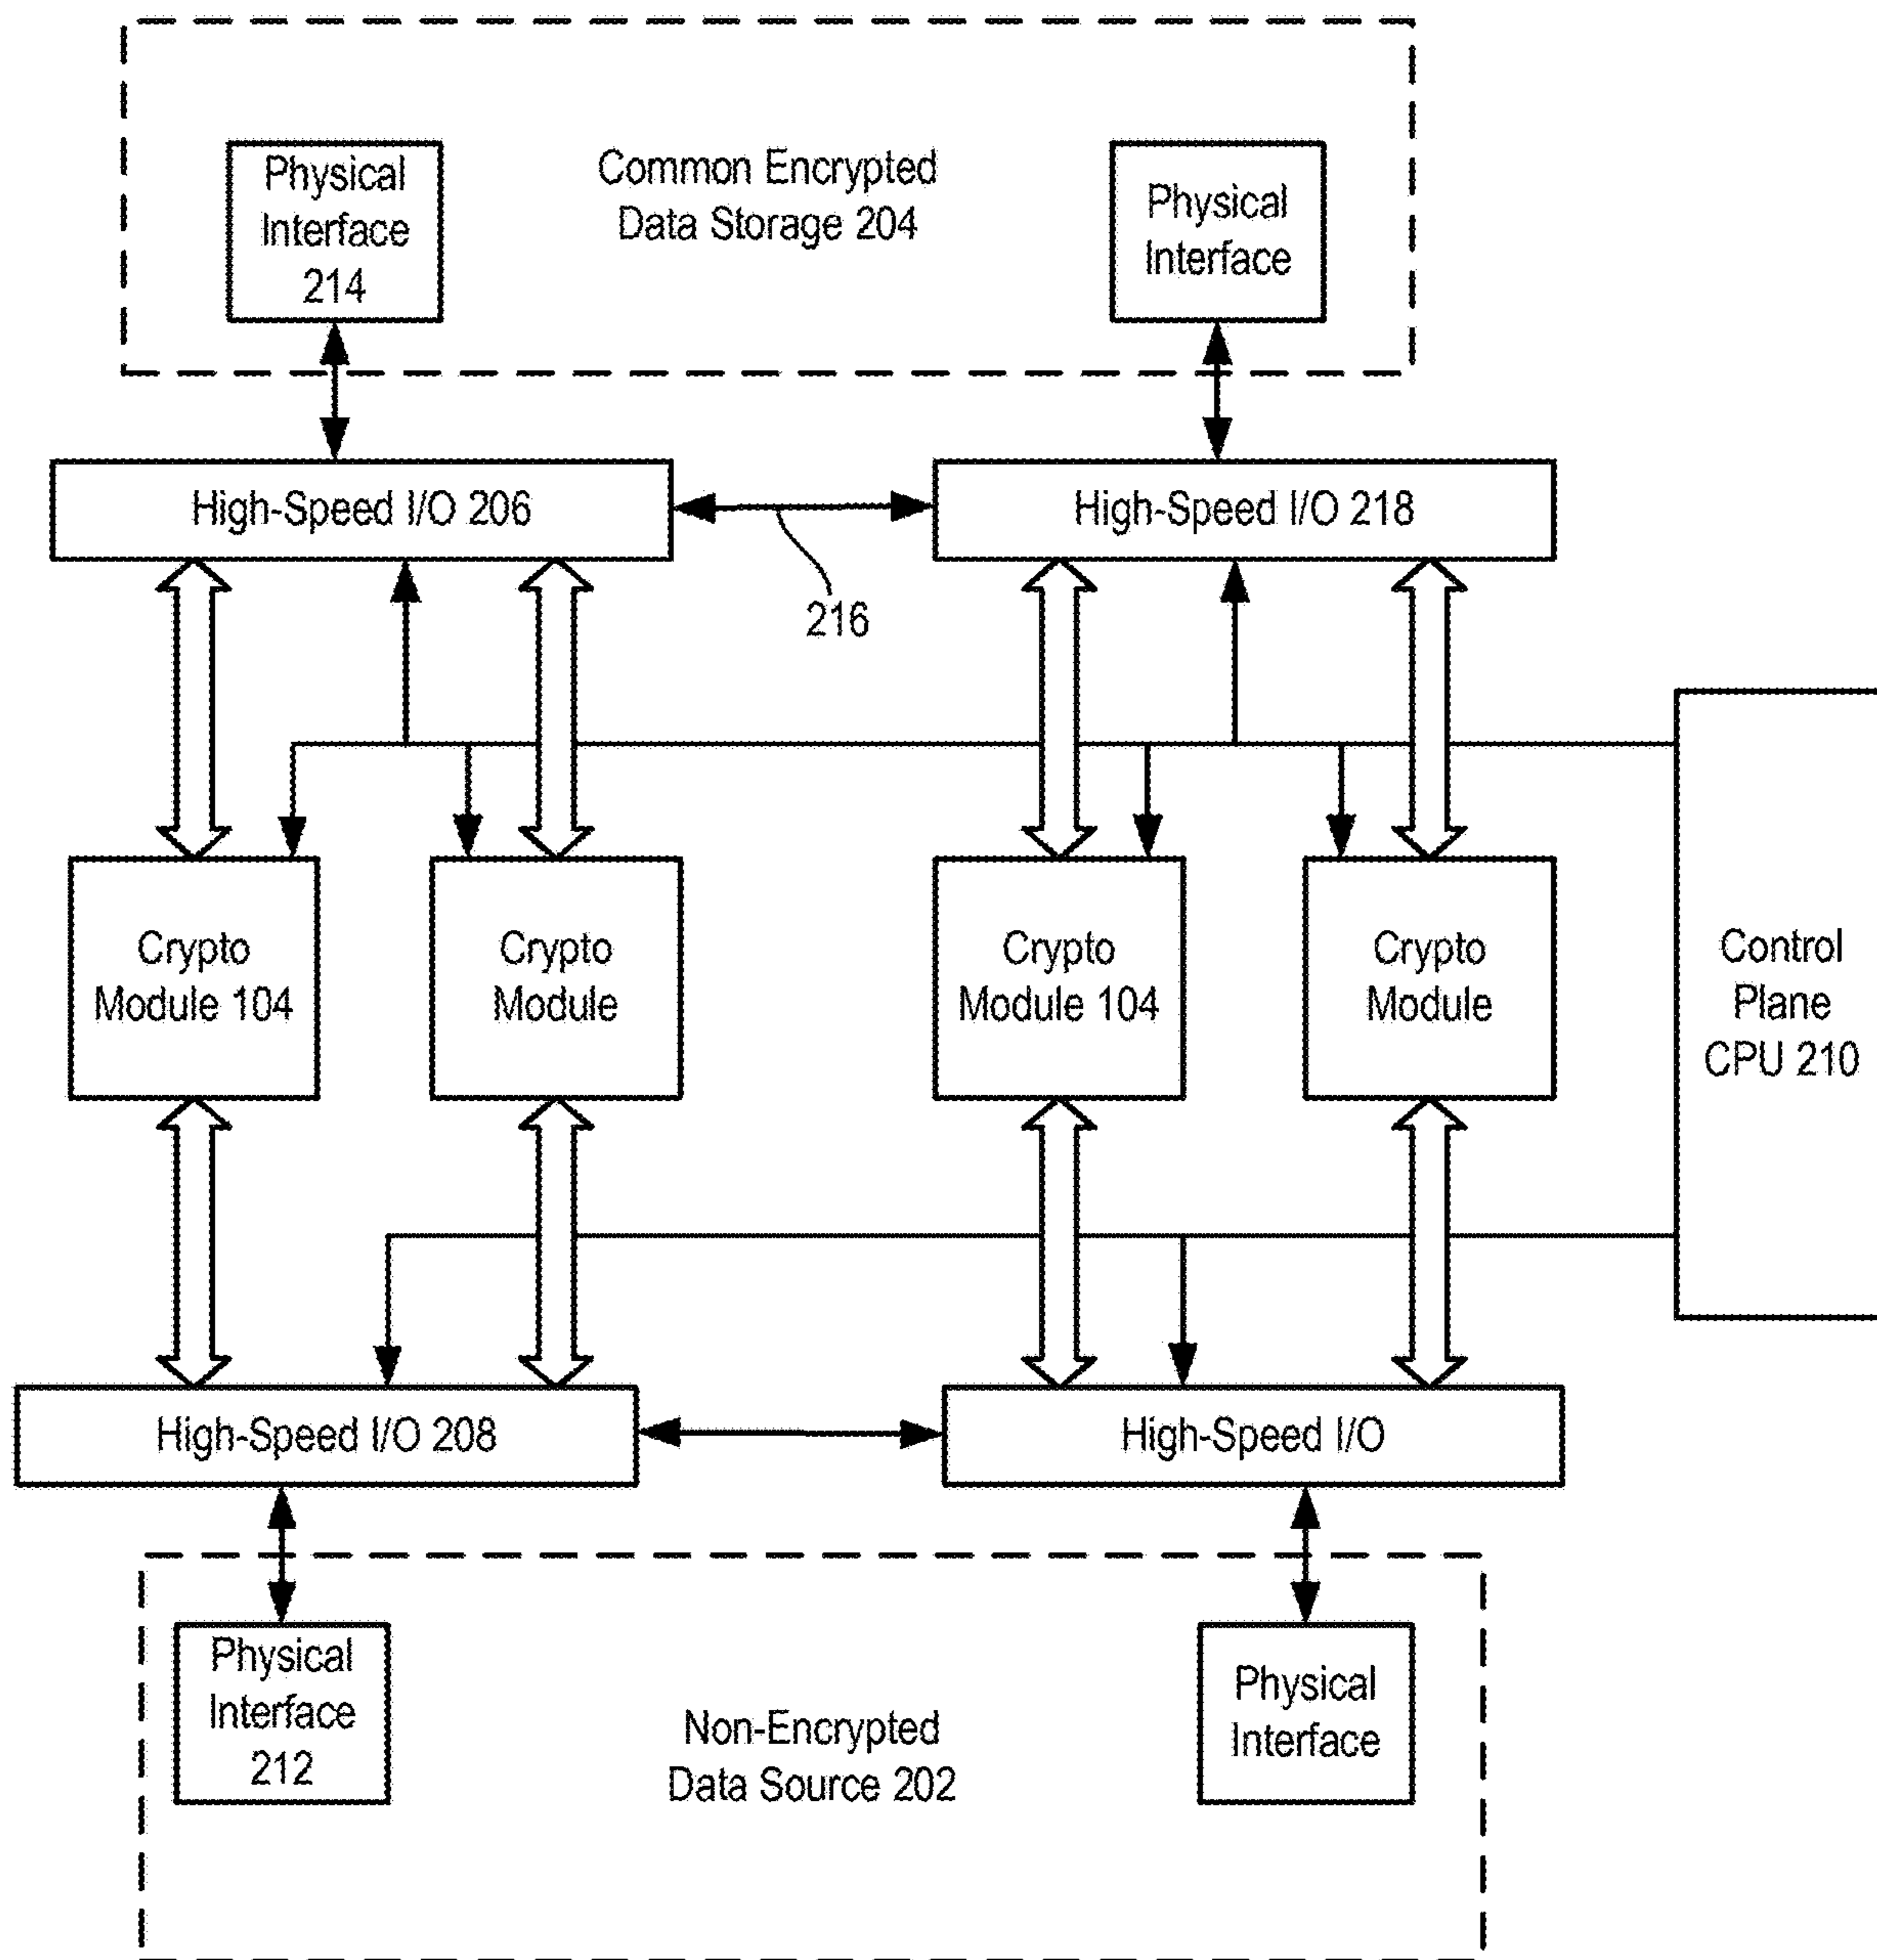 Physical
Interface
214
Common Encrypted
Data Storage 204
Physical
Interface
High-Speed I/O 206
High-Speed I/O 218
216
Crypto
Module 104
Crypto
Module
Crypto
Module 104
Crypto
Module
Control
Plane
CPU 210
High-Speed I/O 208
High-Speed I/O
Physical
Interface
212
Non-Encrypted
Data Source 202
Physical
Interface